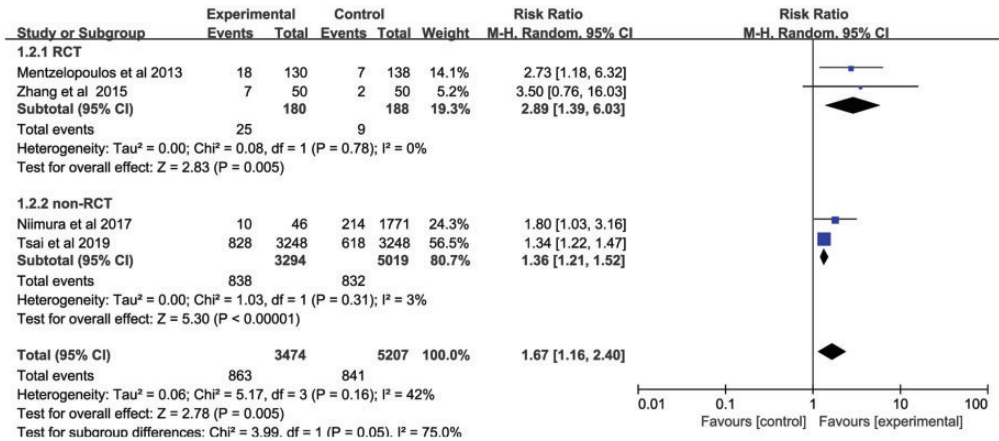 Experimental Control Risk Ratio Risk Ratio
Study or Subgroup Events Total Events Total Weight M-H. Random. 95% CI M-H. Random. 95% CI
1.2.1 RCT
Mentzelopoulos et al 2013 18 130 7 138 14.1% 2.73 [1.18, 6.32]
Zhang et al 2015 7 50 2 50 5.2% 3.50 [0.76, 16.03]
Subtotal (95% CI) 180 188 19.3% 2.89 [1.39, 6.03]
Total events 25 9
Heterogeneity: Tau² = 0.00; Chi² = 0.08, df = 1 (P = 0.78); I² = 0%
Test for overall effect: Z = 2.83 (P = 0.005)
1.2.2 non-RCT
Niimura et al 2017 10 46 214 1771 24.3% 1.80 [1.03, 3.16]
Tsai et al 2019 828 3248 618 3248 56.5% 1.34 [1.22, 1.47]
Subtotal (95% CI) 3294 5019 80.7% 1.36 [1.21, 1.52]
Total events 838 832
Heterogeneity: Tau² = 0.00; Chi² = 1.03, df = 1 (P = 0.31); I² = 3%
Test for overall effect: Z = 5.30 (P < 0.00001)
Total (95% CI) 3474 5207 100.0% 1.67 [1.16, 2.40]
Total events 863 841
Heterogeneity: Tau² = 0.06; Chi² = 5.17, df = 3 (P = 0.16); I² = 42%
Test for overall effect: Z = 2.78 (P = 0.005)
Test for subgroup differences: Chi² = 3.99. df = 1 (P = 0.05). I² = 75.0%
0.01 0.1 1 10 100
Favours [control] Favours [experimental]